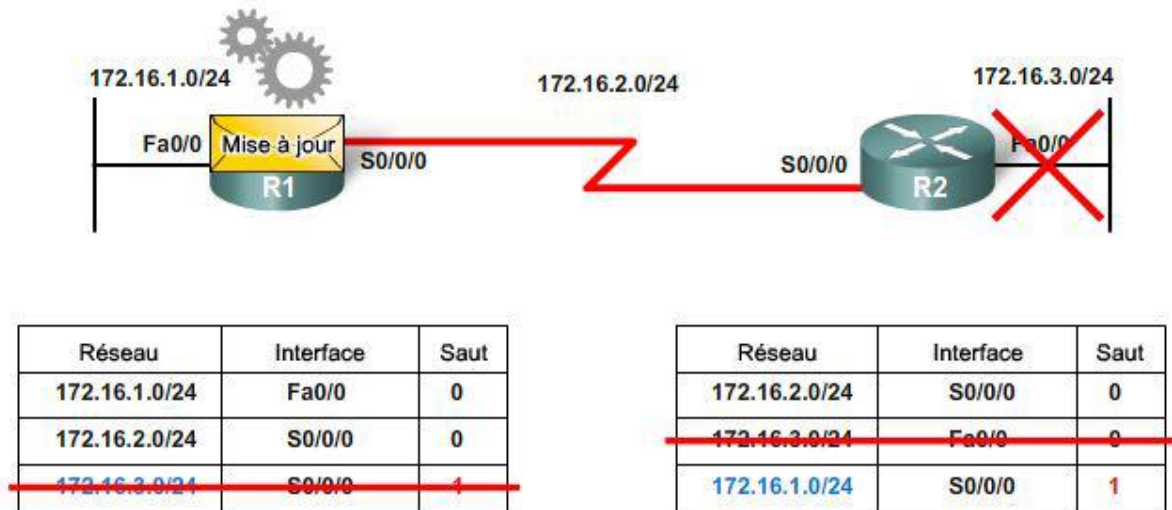 172.16.1.0/24
172.16.2.0/24
172.16.3.0/24
Fa0/0
Mise à jour
S0/0/0
R1
S0/0/0
R2
Fa0/0
Réseau Interface Saut
172.16.1.0/24 Fa0/0 0
172.16.2.0/24 S0/0/0 0
172.16.3.0/24 S0/0/0 1
Réseau Interface Saut
172.16.2.0/24 S0/0/0 0
172.16.3.0/24 Fa0/0 0
172.16.1.0/24 S0/0/0 1